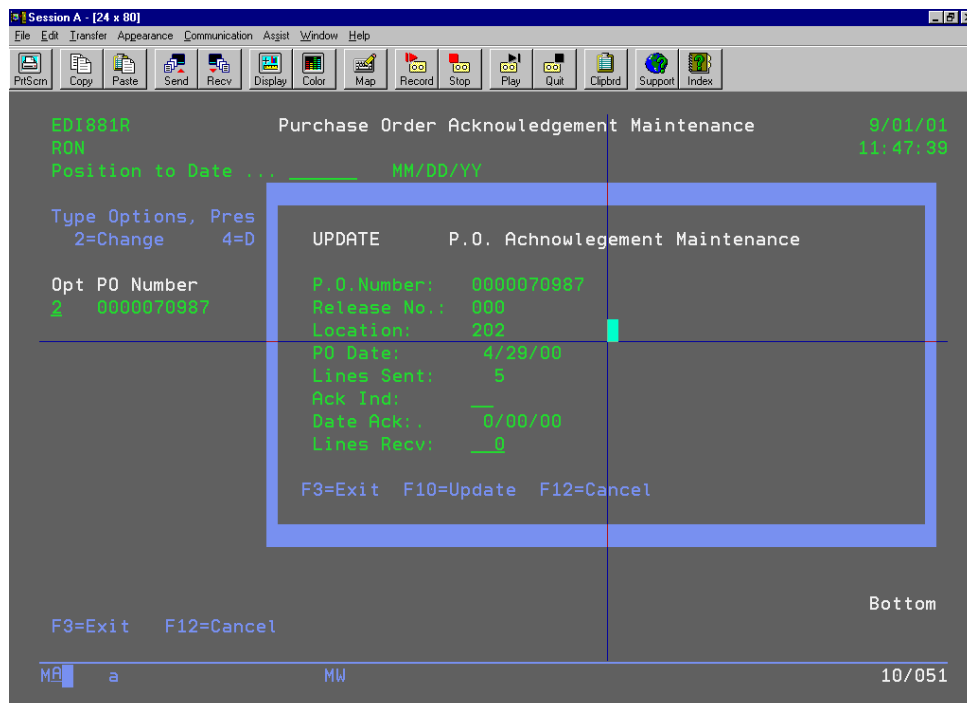 Session A - [24 x 80]
File Edit Transfer Appearance Communication Assist Window Help
PrtScrn Copy Paste Send Recv Display Color Map Record Stop Play Quit Clipbrd Support Index
EDI881R Purchase Order Acknowledgement Maintenance 9/01/01
RON 11:47:39
Position to Date ... ______ MM/DD/YY
Type Options, Pres
2=Change 4=D
UPDATE P.O. Achnowlegement Maintenance
Opt PO Number
2 0000070987
P.O.Number: 0000070987
Release No.: 000
Location: 202
PO Date: 4/29/00
Lines Sent: 5
Ack Ind: __
Date Ack:. 0/00/00
Lines Recv: __0
F3=Exit F10=Update F12=Cancel
Bottom
F3=Exit F12=Cancel
MA a MW 10/051